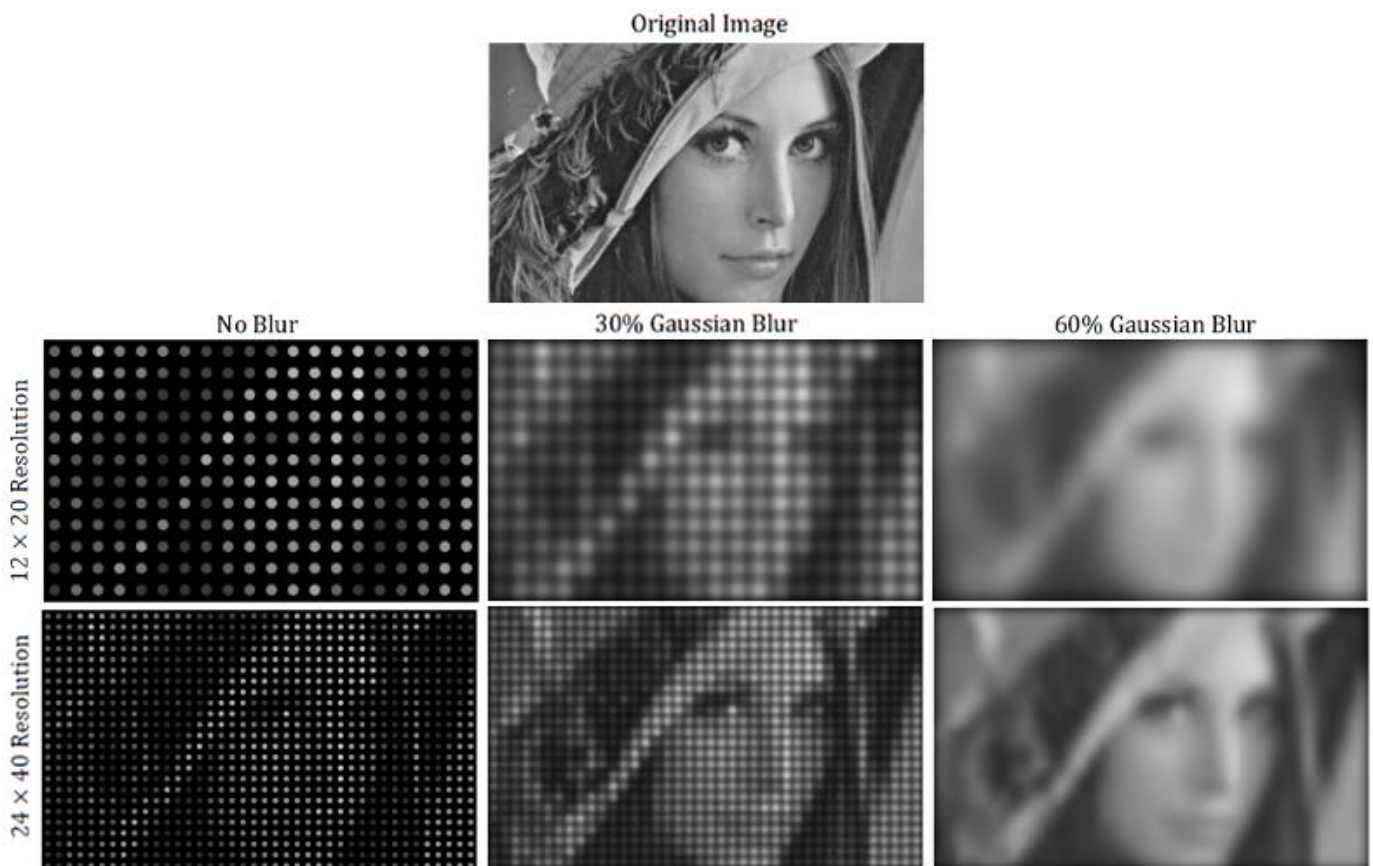 Original Image
No Blur
30% Gaussian Blur
60% Gaussian Blur
12 × 20 Resolution
24 × 40 Resolution